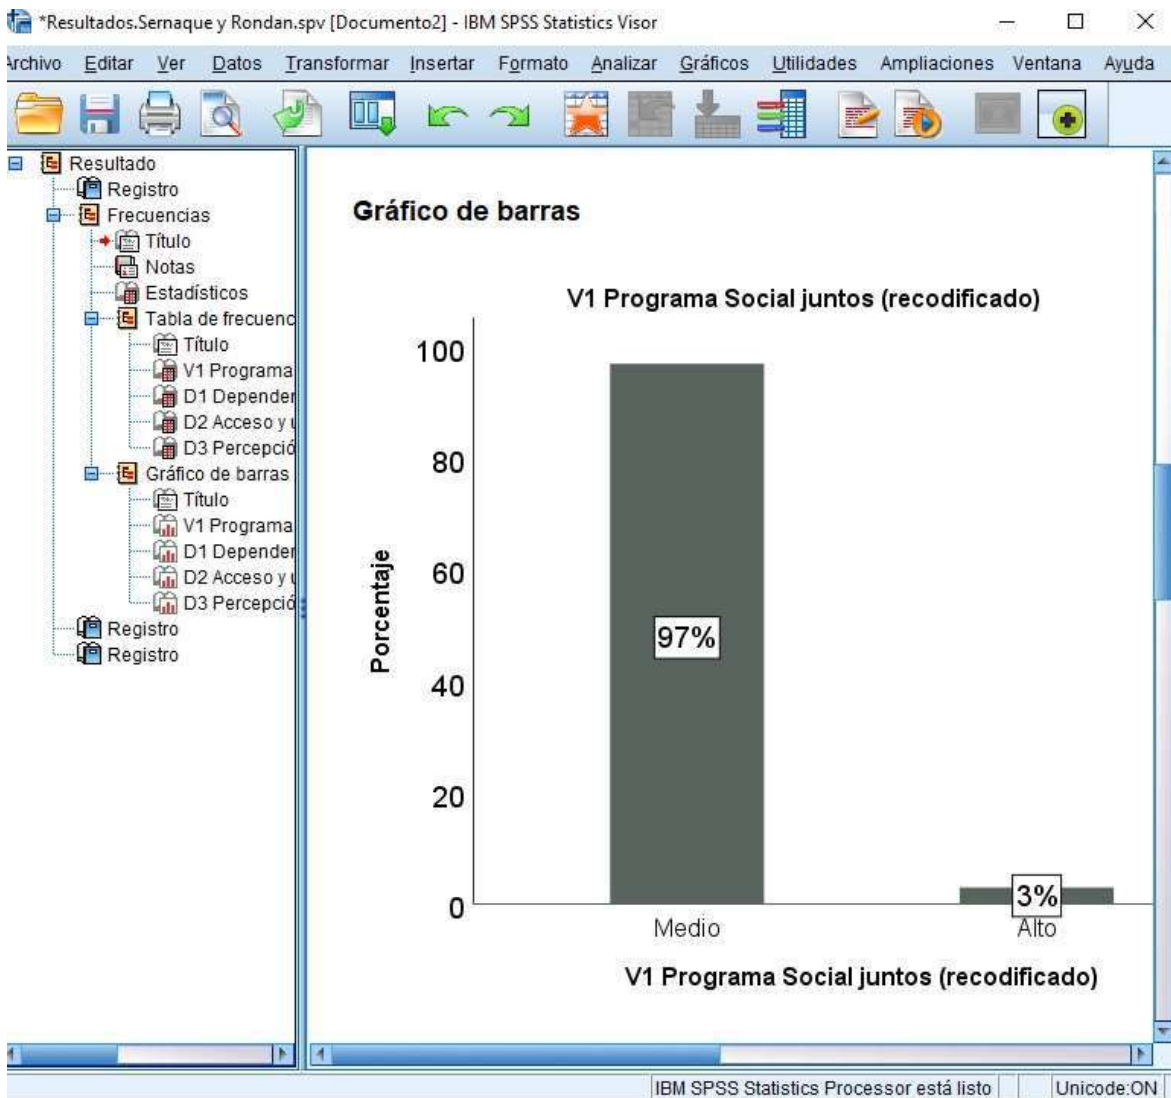 *Resultados.Sernaque y Rondan.spv [Documento2] - IBM SPSS Statistics Visor
Archivo Editar Ver Datos Transformar Insertar Formato Analizar Gráficos Utilidades Ampliaciones Ventana Ayuda
Resultado
Registro
Frecuencias
Título
Notas
Estadísticos
Tabla de frecuenc
Título
V1 Programa
D1 Depender
D2 Acceso y u
D3 Percepció
Gráfico de barras
Título
V1 Programa
D1 Depender
D2 Acceso y u
D3 Percepció
Registro
Registro
Gráfico de barras
V1 Programa Social juntos (recodificado)
Porcentaje
100
80
60
40
20
0
97%
3%
Medio Alto
V1 Programa Social juntos (recodificado)
IBM SPSS Statistics Processor está listo Unicode:ON